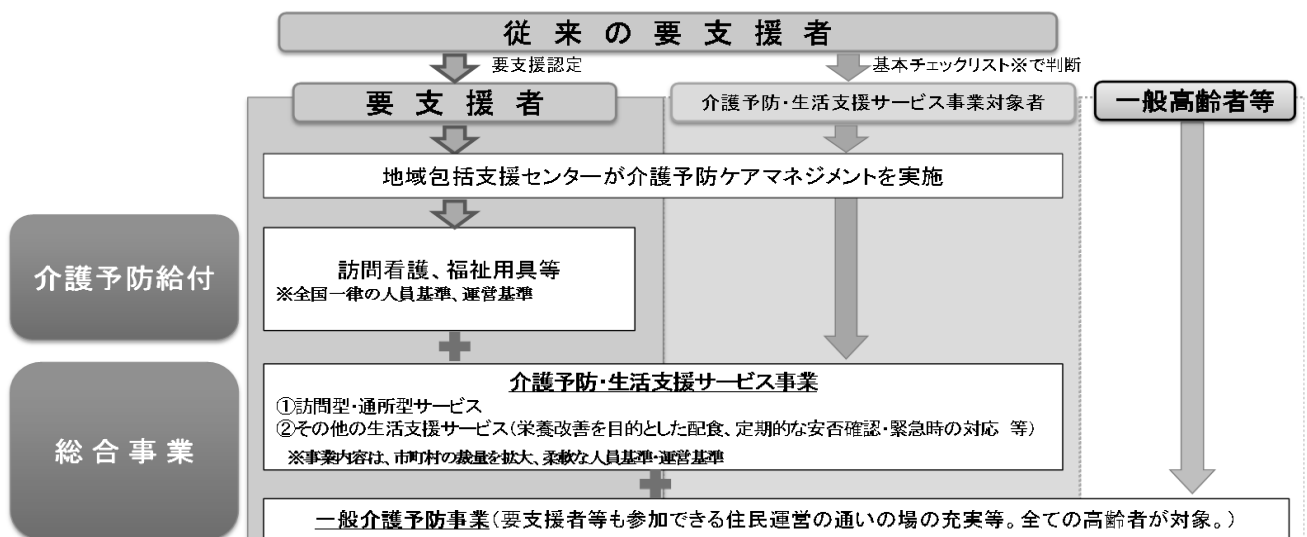 従来の要支援者
要支援認定
基本チェックリスト※で判断
要支援者
介護予防・生活支援サービス事業対象者
一般高齢者等
地域包括支援センターが介護予防ケアマネジメントを実施
介護予防給付
訪問看護、福祉用具等
※全国一律の人員基準、運営基準
総合事業
介護予防・生活支援サービス事業
①訪問型・通所型サービス
②その他の生活支援サービス(栄養改善を目的とした配食、定期的な安否確認・緊急時の対応 等)
※事業内容は、市町村の裁量を拡大、柔軟な人員基準・運営基準
一般介護予防事業(要支援者等も参加できる住民運営の通いの場の充実等。全ての高齢者が対象。)